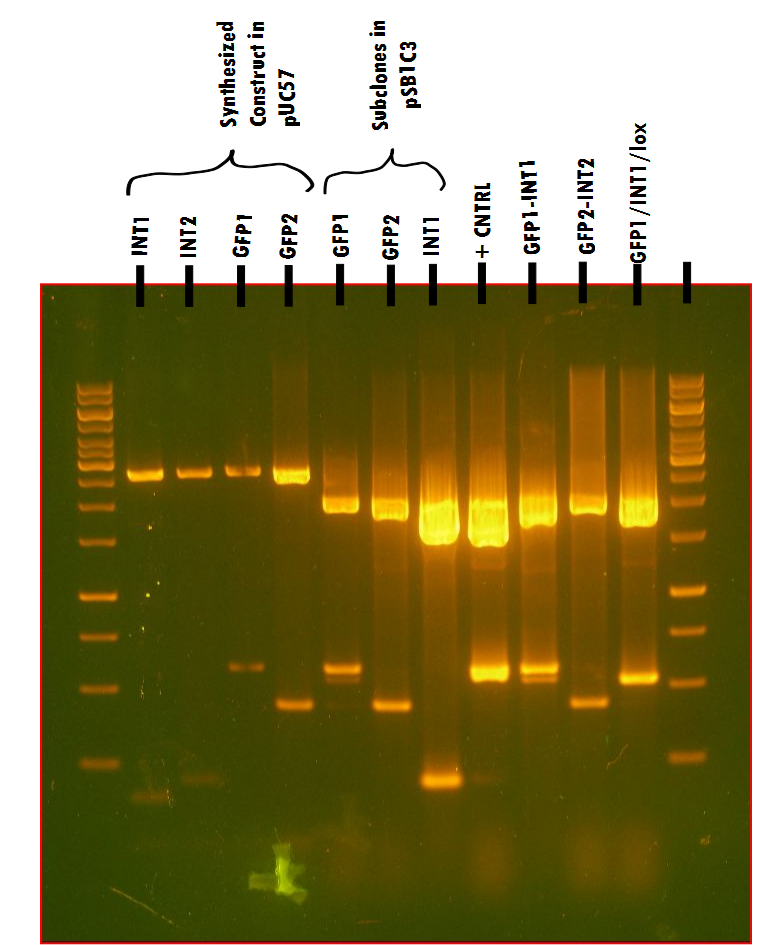 Synthesized
Construct in
pUC57
Subclones in
pSB1C3
INT1
INT2
GFP1
GFP2
GFP1
GFP2
INT1
+ CNTRL
GFP1-INT1
GFP2-INT2
GFP1/INT1/lox